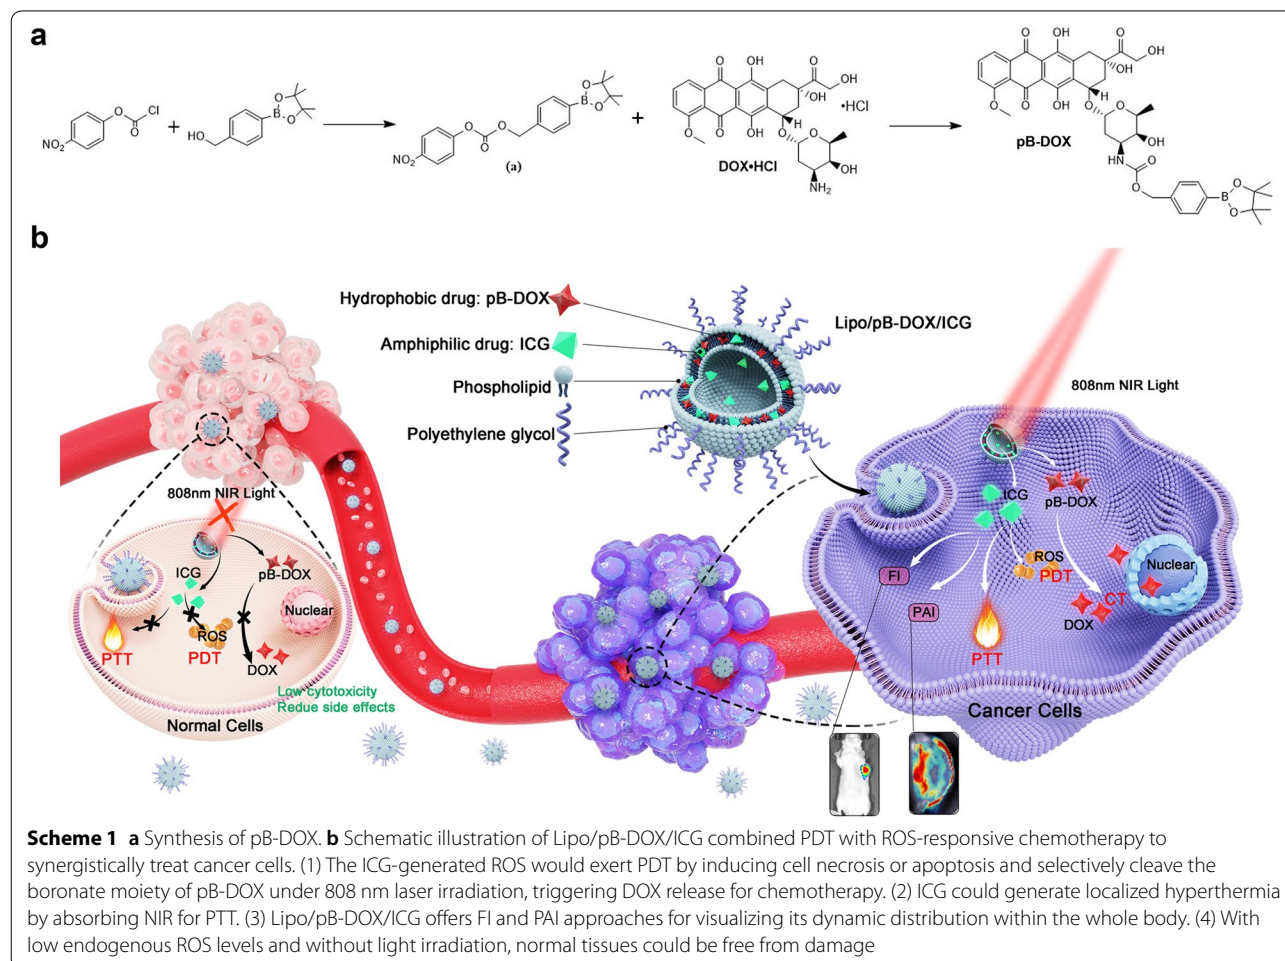 a
O
O
Cl
NO₂
+
HO
B
O
O
O
O
O
NO₂
B
O
O
(a)
+
O
OH
O
OH
OH
•HCl
O
O
OH
O
O
OH
NH₂
DOX•HCl
O
OH
O
OH
OH
O
O
OH
O
O
OH
HN
O
O
B
O
O
pB-DOX
b
Hydrophobic drug: pB-DOX
Amphiphilic drug: ICG
Phospholipid
Polyethylene glycol
Lipo/pB-DOX/ICG
808nm NIR Light
808nm NIR Light
ICG
pB-DOX
Nuclear
ROS
PTT
PDT
DOX
Low cytotoxicity
Redue side effects
Normal Cells
ICG
pB-DOX
ROS
PDT
Nuclear
FI
PAI
CT
DOX
PTT
Cancer Cells
Scheme 1 a Synthesis of pB-DOX. b Schematic illustration of Lipo/pB-DOX/ICG combined PDT with ROS-responsive chemotherapy to
synergistically treat cancer cells. (1) The ICG-generated ROS would exert PDT by inducing cell necrosis or apoptosis and selectively cleave the
boronate moiety of pB-DOX under 808 nm laser irradiation, triggering DOX release for chemotherapy. (2) ICG could generate localized hyperthermia
by absorbing NIR for PTT. (3) Lipo/pB-DOX/ICG offers FI and PAI approaches for visualizing its dynamic distribution within the whole body. (4) With
low endogenous ROS levels and without light irradiation, normal tissues could be free from damage